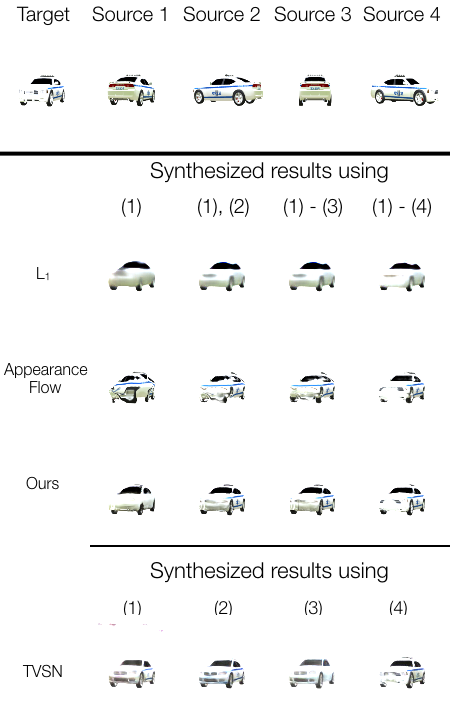 Target Source 1 Source 2 Source 3 Source 4
Synthesized results using
(1) (1), (2) (1) - (3) (1) - (4)
L₁
Appearance
Flow
Ours
Synthesized results using
(1) (2) (3) (4)
TVSN